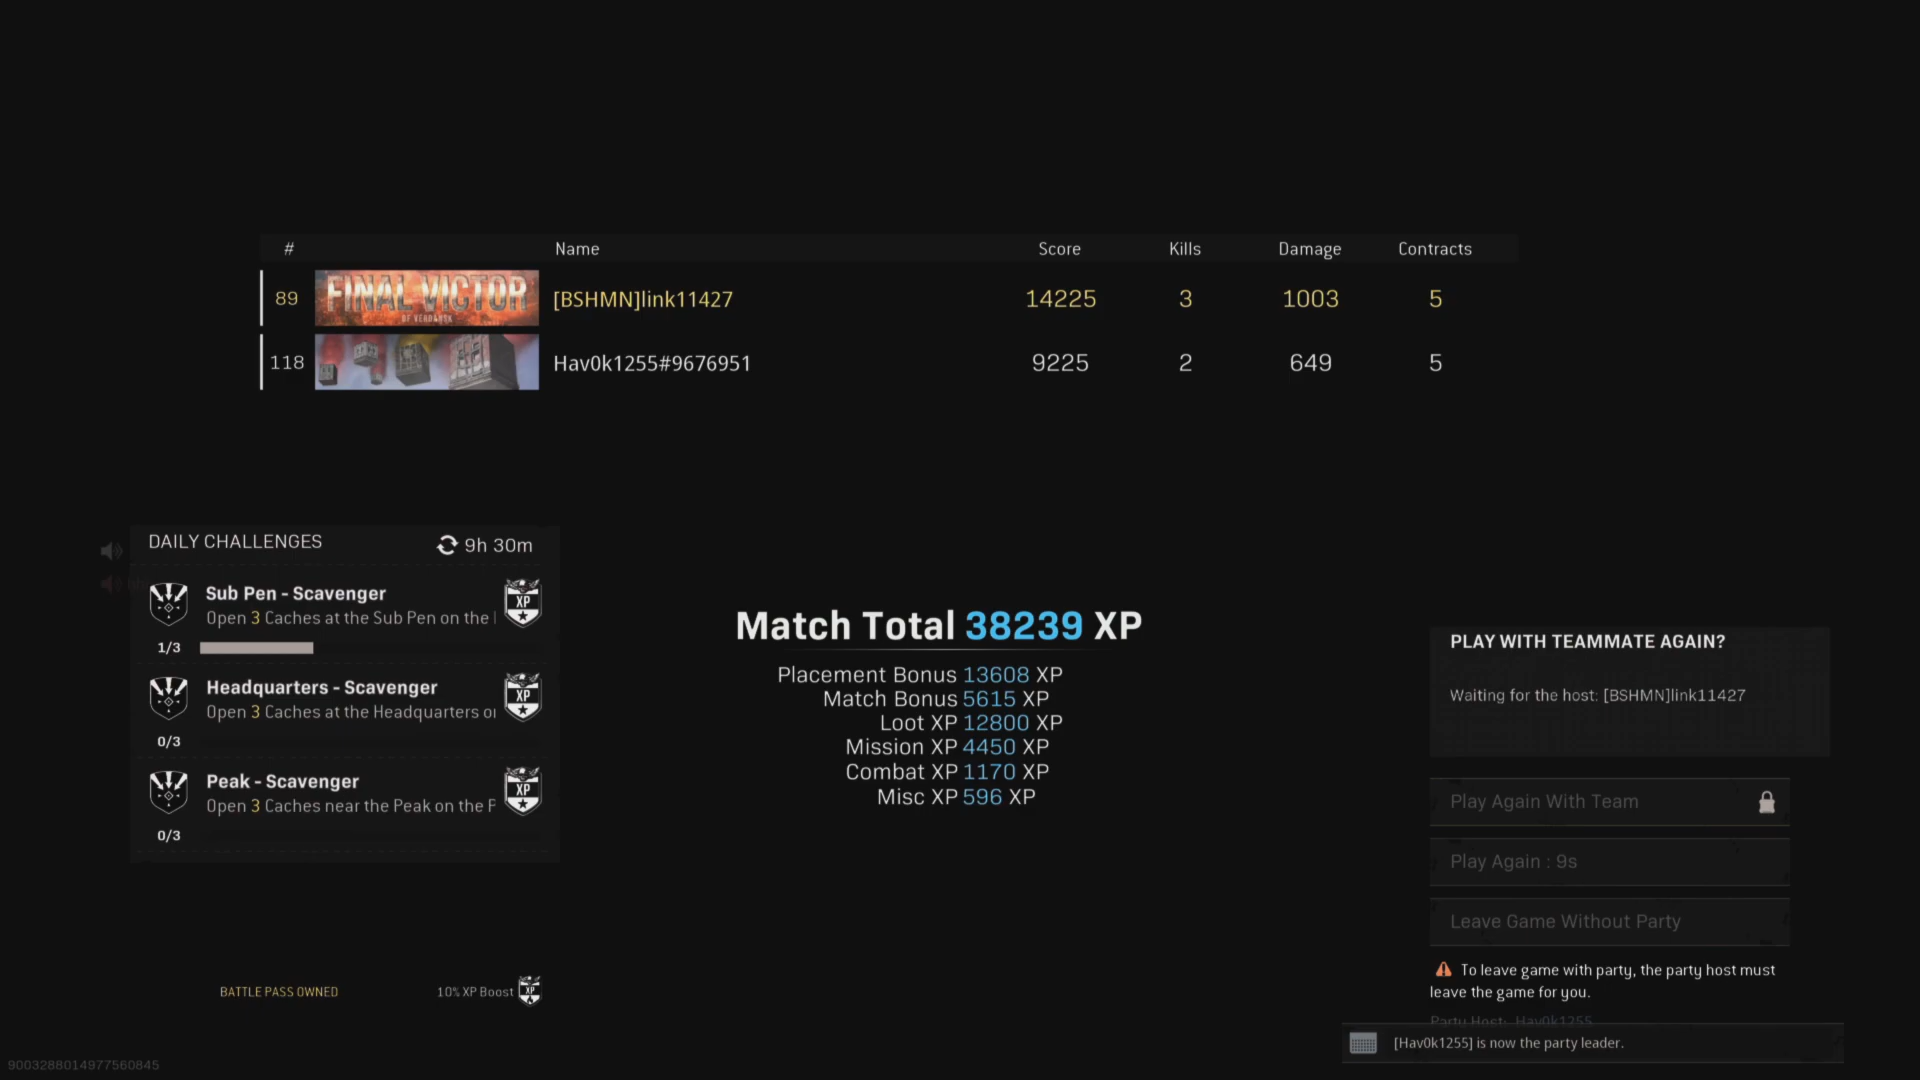 # Name Score Kills Damage Contracts
89 FINAL VICTOR OF VERDANSK [BSHMN]link11427 14225 3 1003 5
118 Hav0k1255#9676951 9225 2 649 5
DAILY CHALLENGES 9h 30m
Sub Pen - Scavenger XP
Open 3 Caches at the Sub Pen on the
1/3
Headquarters - Scavenger XP
Open 3 Caches at the Headquarters o
0/3
Peak - Scavenger XP
Open 3 Caches near the Peak on the P
0/3
BATTLE PASS OWNED 10% XP Boost XP
Match Total 38239 XP
Placement Bonus 13608 XP
Match Bonus 5615 XP
Loot XP 12800 XP
Mission XP 4450 XP
Combat XP 1170 XP
Misc XP 596 XP
PLAY WITH TEAMMATE AGAIN?
Waiting for the host: [BSHMN]link11427
Play Again With Team
Play Again : 9s
Leave Game Without Party
To leave game with party, the party host must
leave the game for you.
Party Host: Hav0k1255
[Hav0k1255] is now the party leader.
9003288014977560845